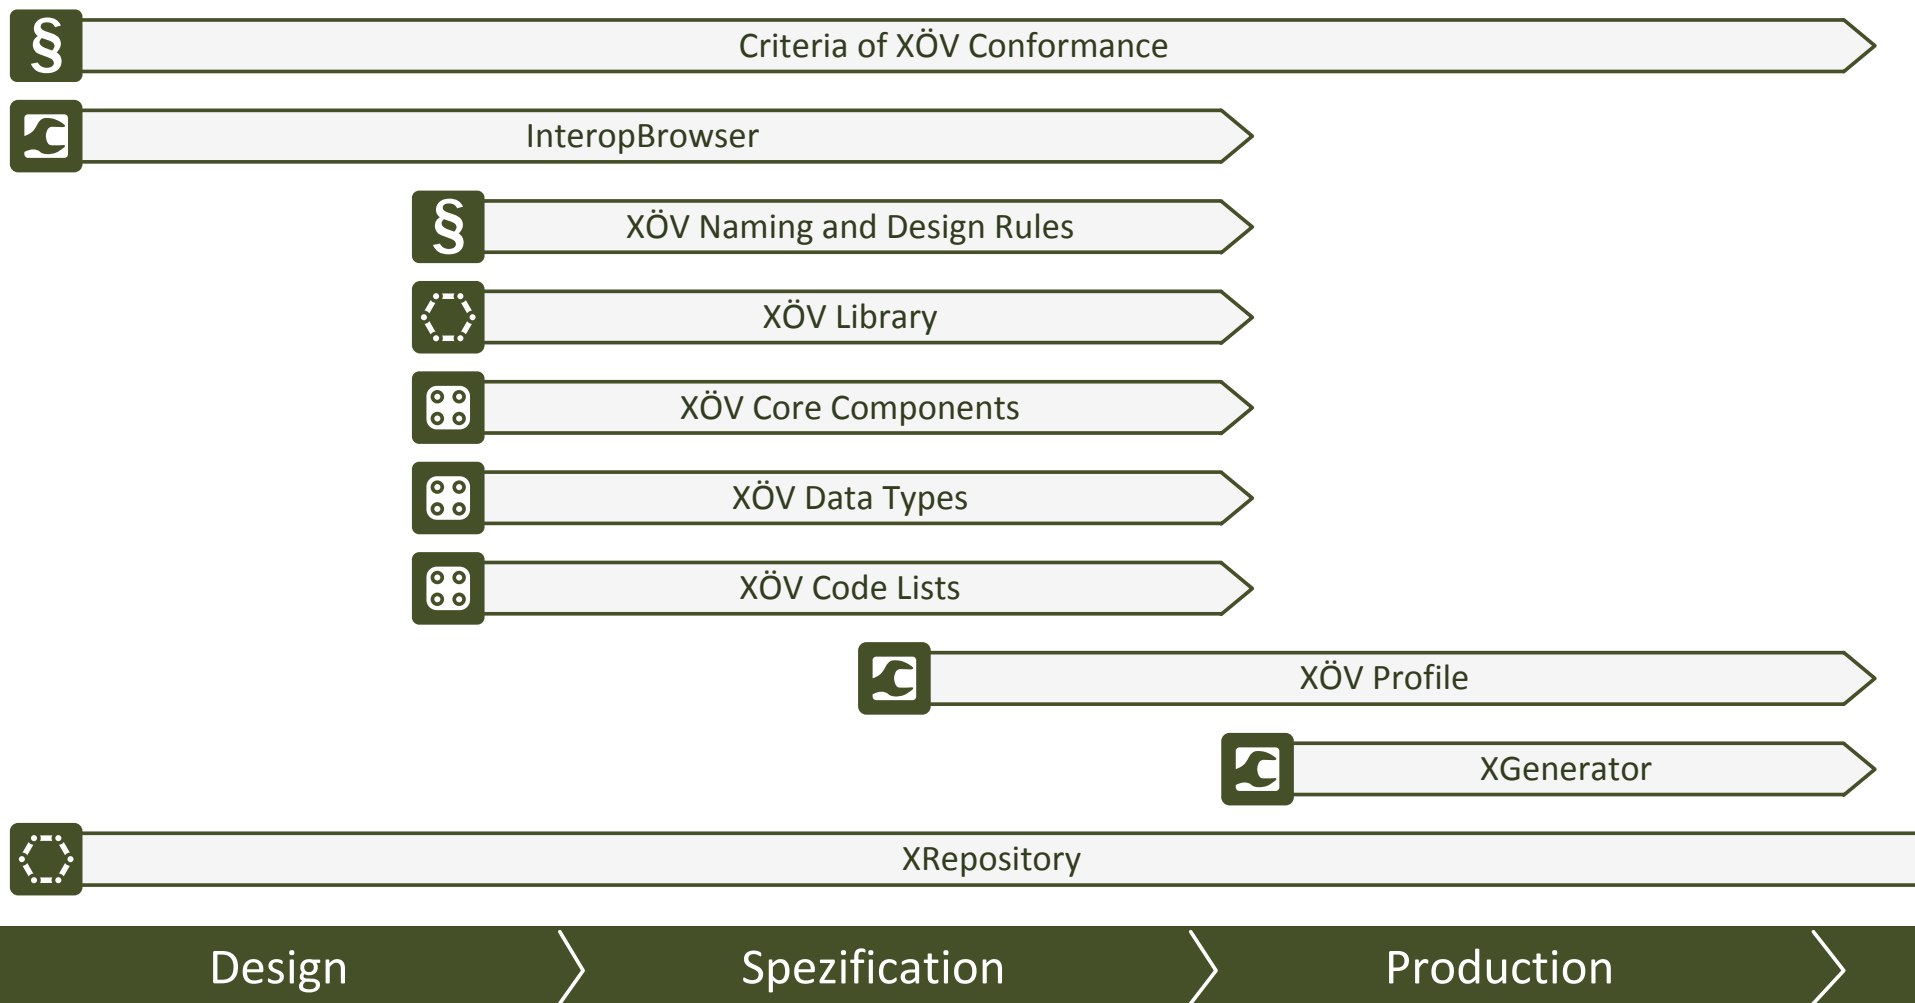 § Criteria of XÖV Conformance
InteropBrowser
§ XÖV Naming and Design Rules
XÖV Library
XÖV Core Components
XÖV Data Types
XÖV Code Lists
XÖV Profile
XGenerator
XRepository
Design Spezification Production